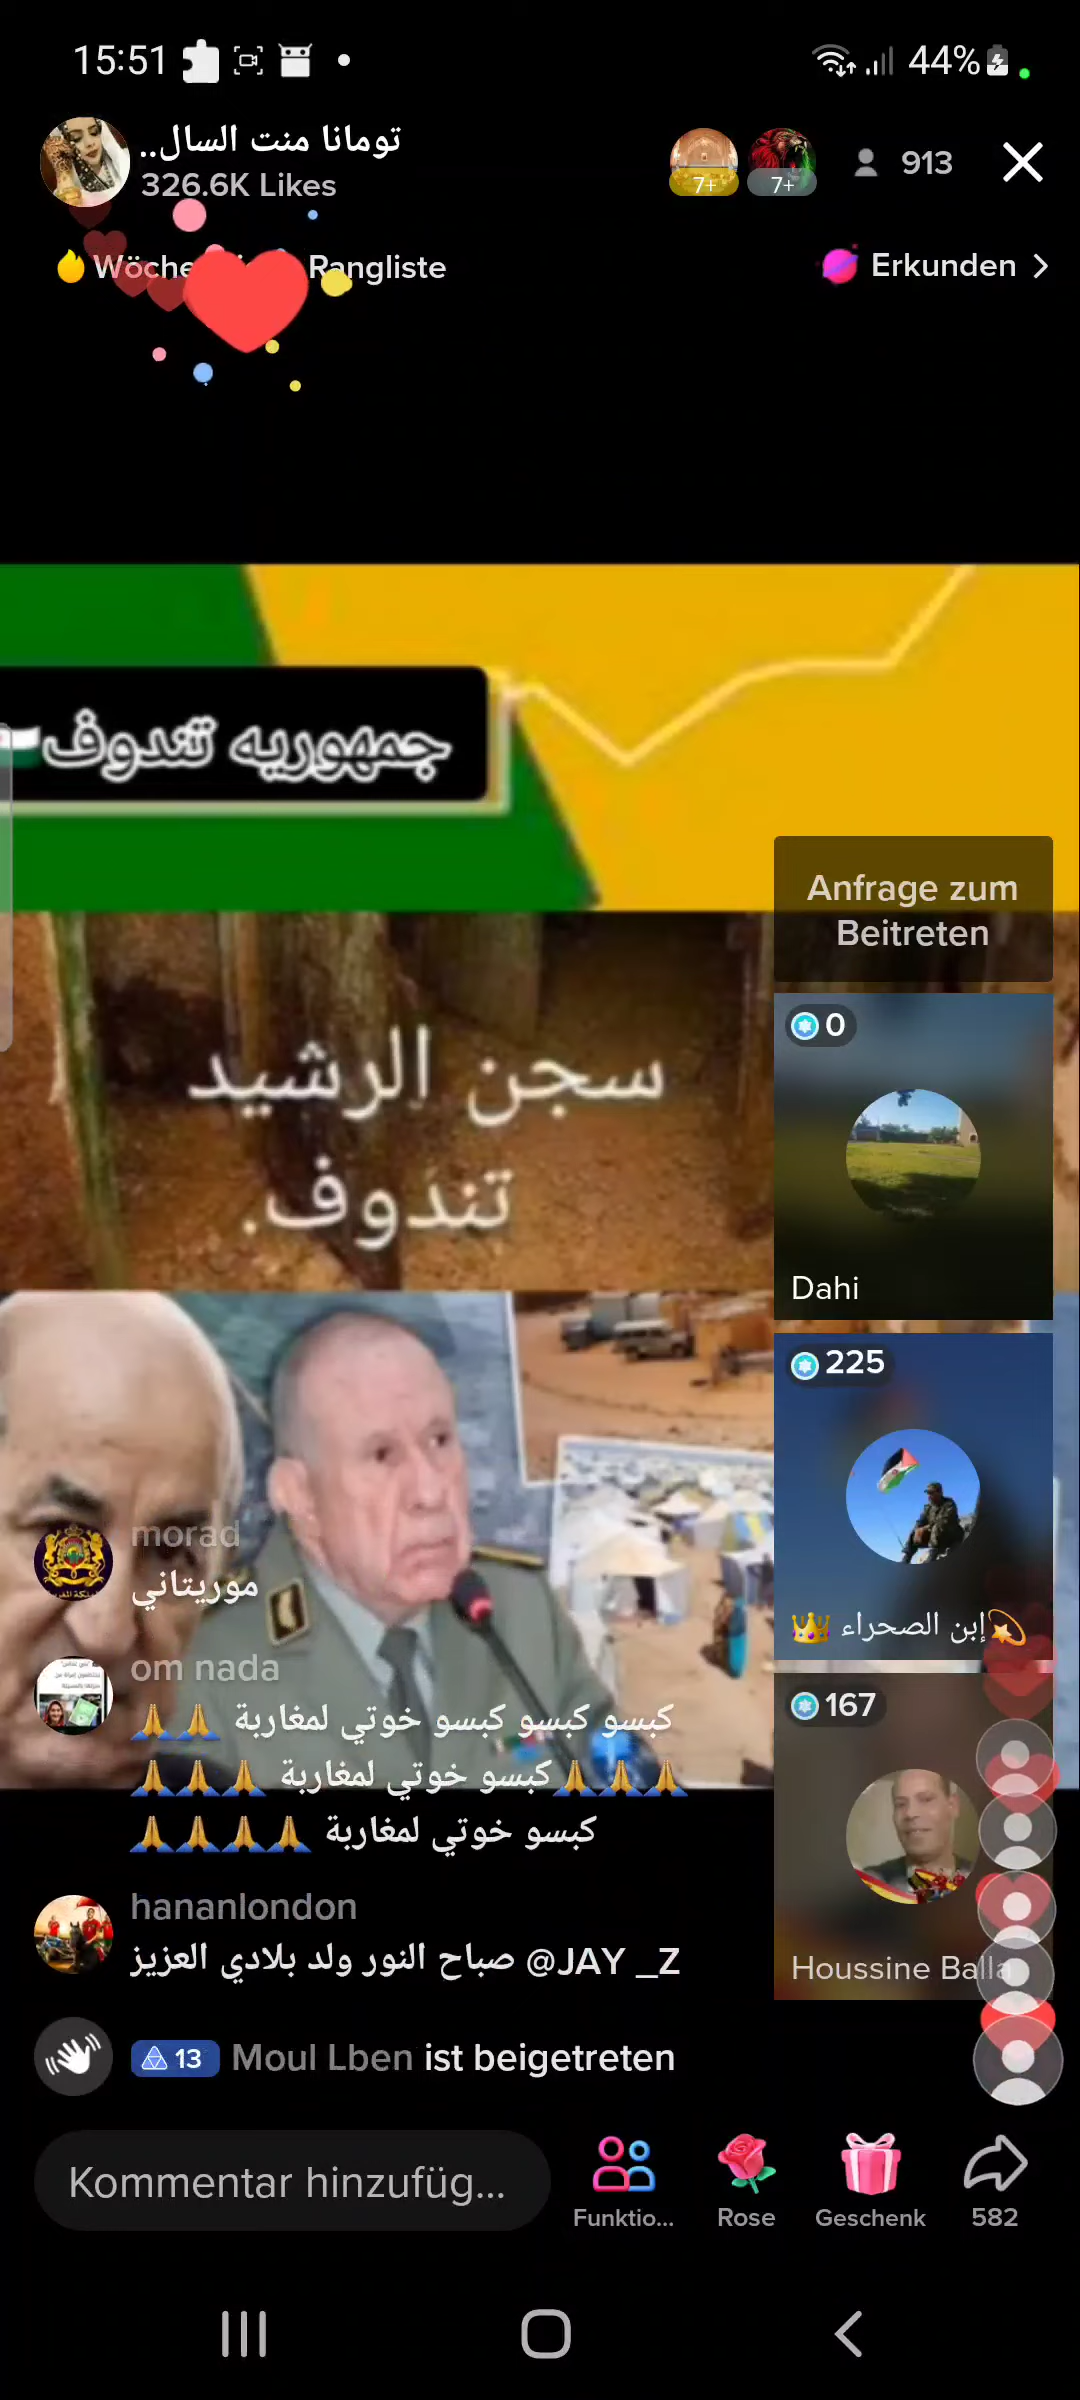 15:51
44%
تومانا منت السال..
326.6K Likes
7+
7+
913
Rangliste
Erkunden
جمهوريه تندوف
Anfrage zum
Beitreten
سجن الرشيد
تندوف.
0
Dahi
225
إبن الصحراء
167
Houssine Balla
morad
موريتاني
om nada
كبسو كبسو كبسو خوتي لمغاربة 🙏🙏
🙏🙏🙏كبسو خوتي لمغاربة 🙏🙏🙏
كبسو خوتي لمغاربة 🙏🙏🙏🙏
hananlondon
@JAY _Z صباح النور ولد بلادي العزيز
13 Moul Lben ist beigetreten
Kommentar hinzufüg...
Funktio...
Rose
Geschenk
582